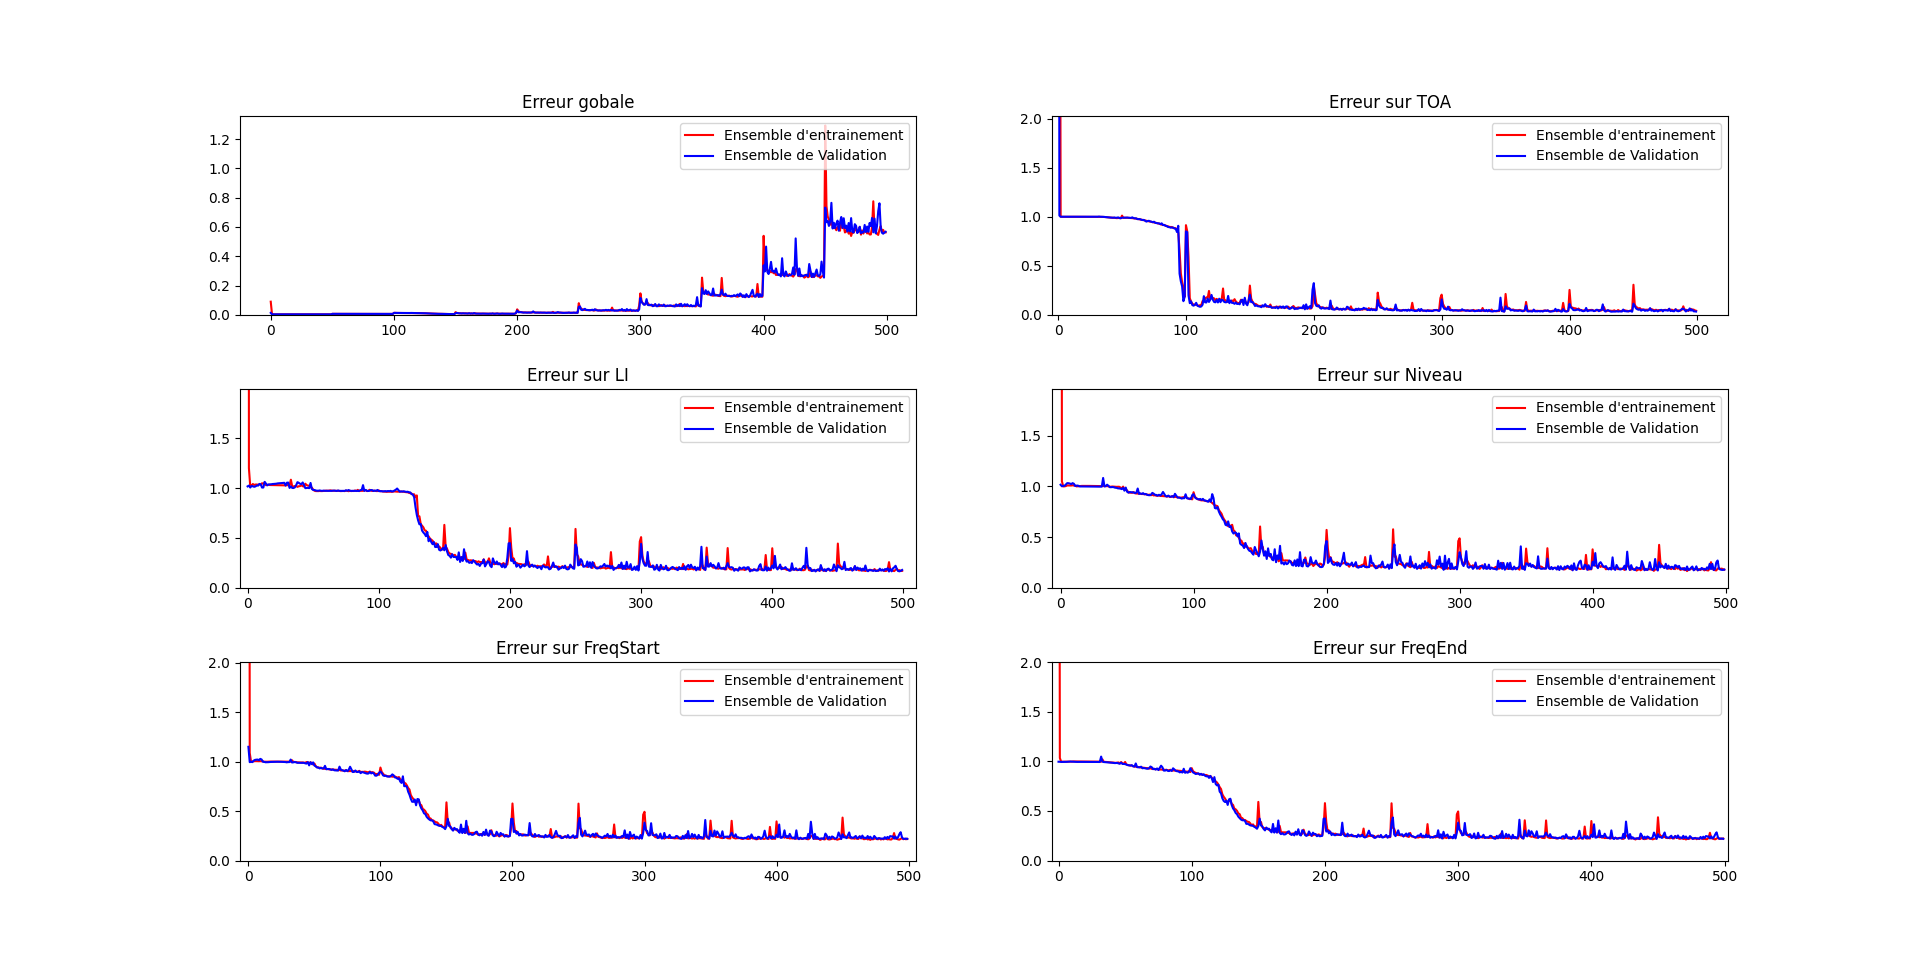 Erreur gobale
Ensemble d'entrainement
Ensemble de Validation
1.2
1.0
0.8
0.6
0.4
0.2
0.0
0 100 200 300 400 500
Erreur sur TOA
Ensemble d'entrainement
Ensemble de Validation
2.0
1.5
1.0
0.5
0.0
0 100 200 300 400 500
Erreur sur LI
Ensemble d'entrainement
Ensemble de Validation
1.5
1.0
0.5
0.0
0 100 200 300 400 500
Erreur sur Niveau
Ensemble d'entrainement
Ensemble de Validation
1.5
1.0
0.5
0.0
0 100 200 300 400 500
Erreur sur FreqStart
Ensemble d'entrainement
Ensemble de Validation
2.0
1.5
1.0
0.5
0.0
0 100 200 300 400 500
Erreur sur FreqEnd
Ensemble d'entrainement
Ensemble de Validation
2.0
1.5
1.0
0.5
0.0
0 100 200 300 400 500